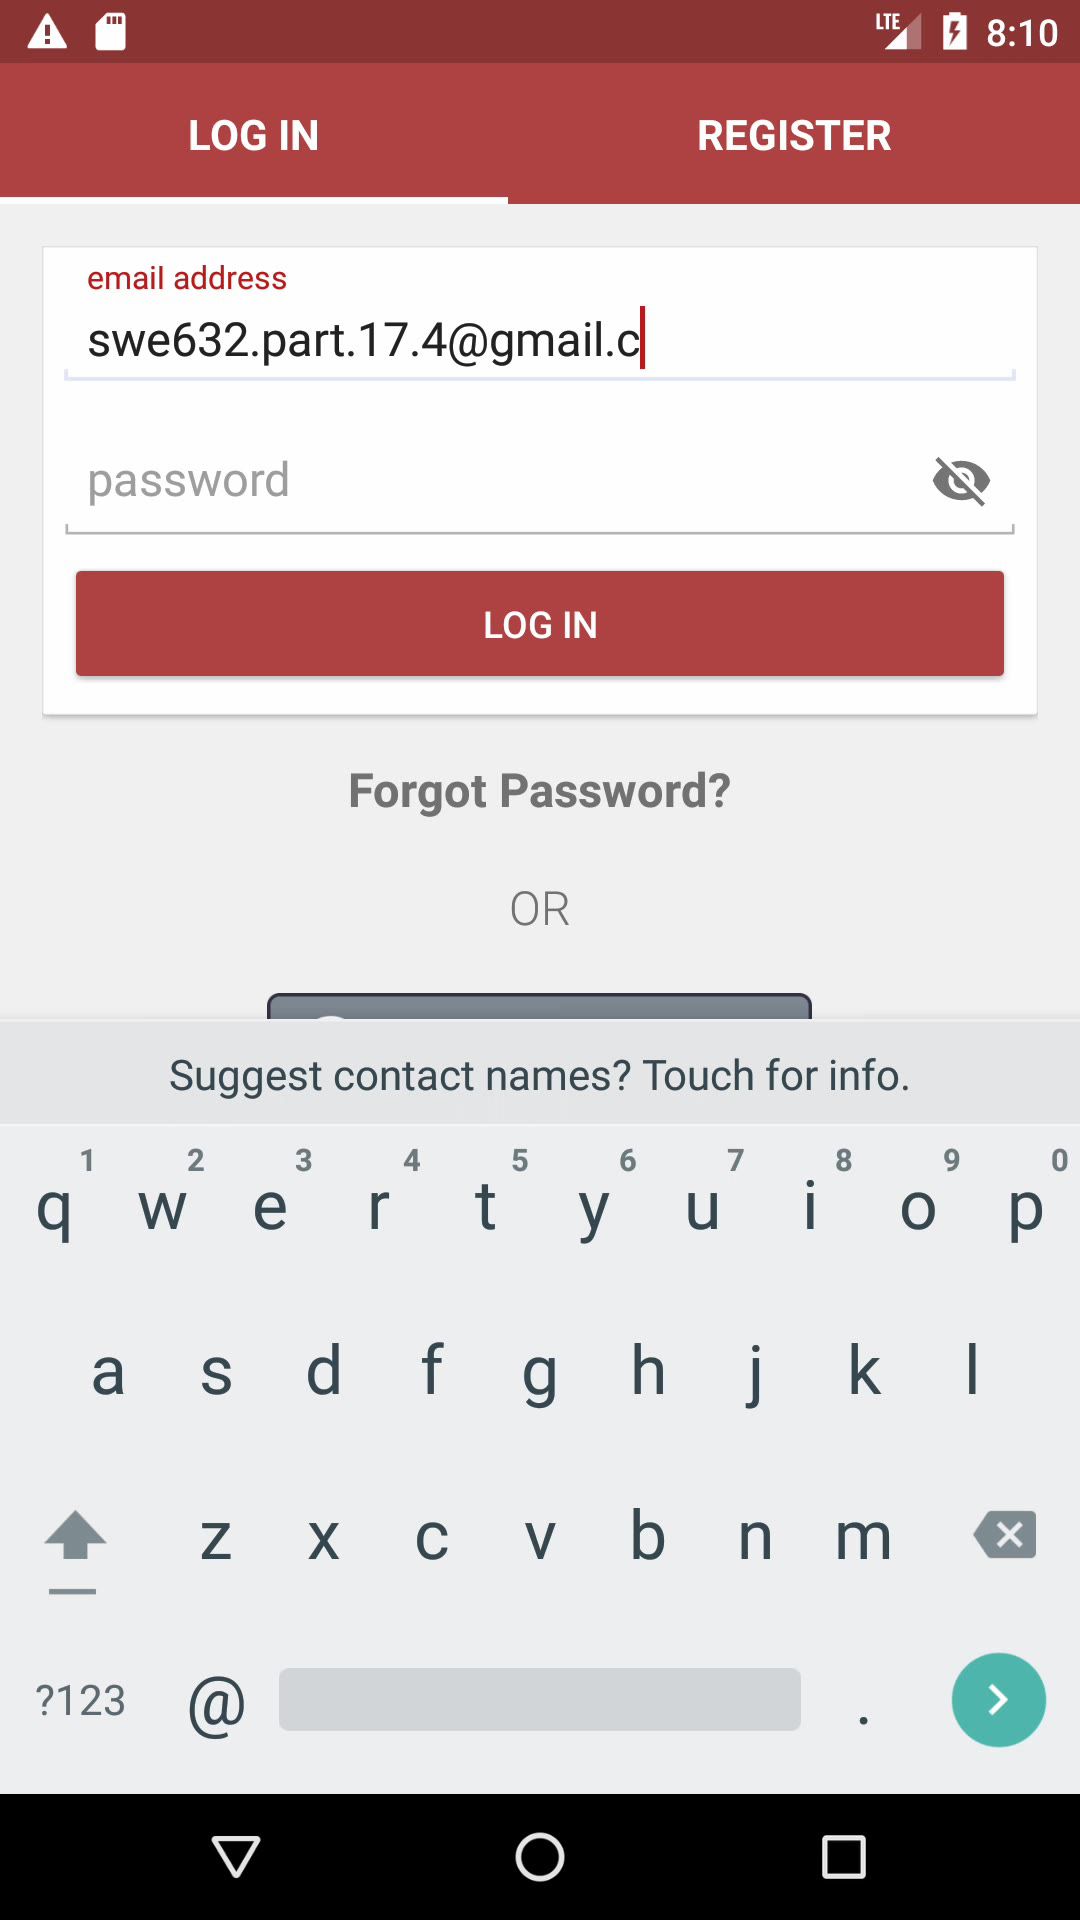 LTE 8:10
LOG IN REGISTER
email address
swe632.part.17.4@gmail.c
password
LOG IN
Forgot Password?
OR
Suggest contact names? Touch for info.
1 2 3 4 5 6 7 8 9 0
q w e r t y u i o p
a s d f g h j k l
z x c v b n m
?123 @ .